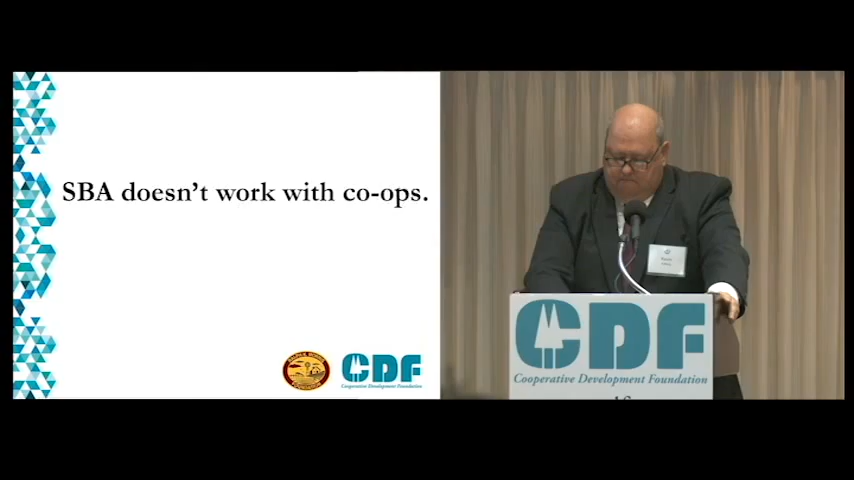 SBA doesn't work with co-ops.
CDF
Cooperative Development Foundation
CDF
Cooperative Development Foundation